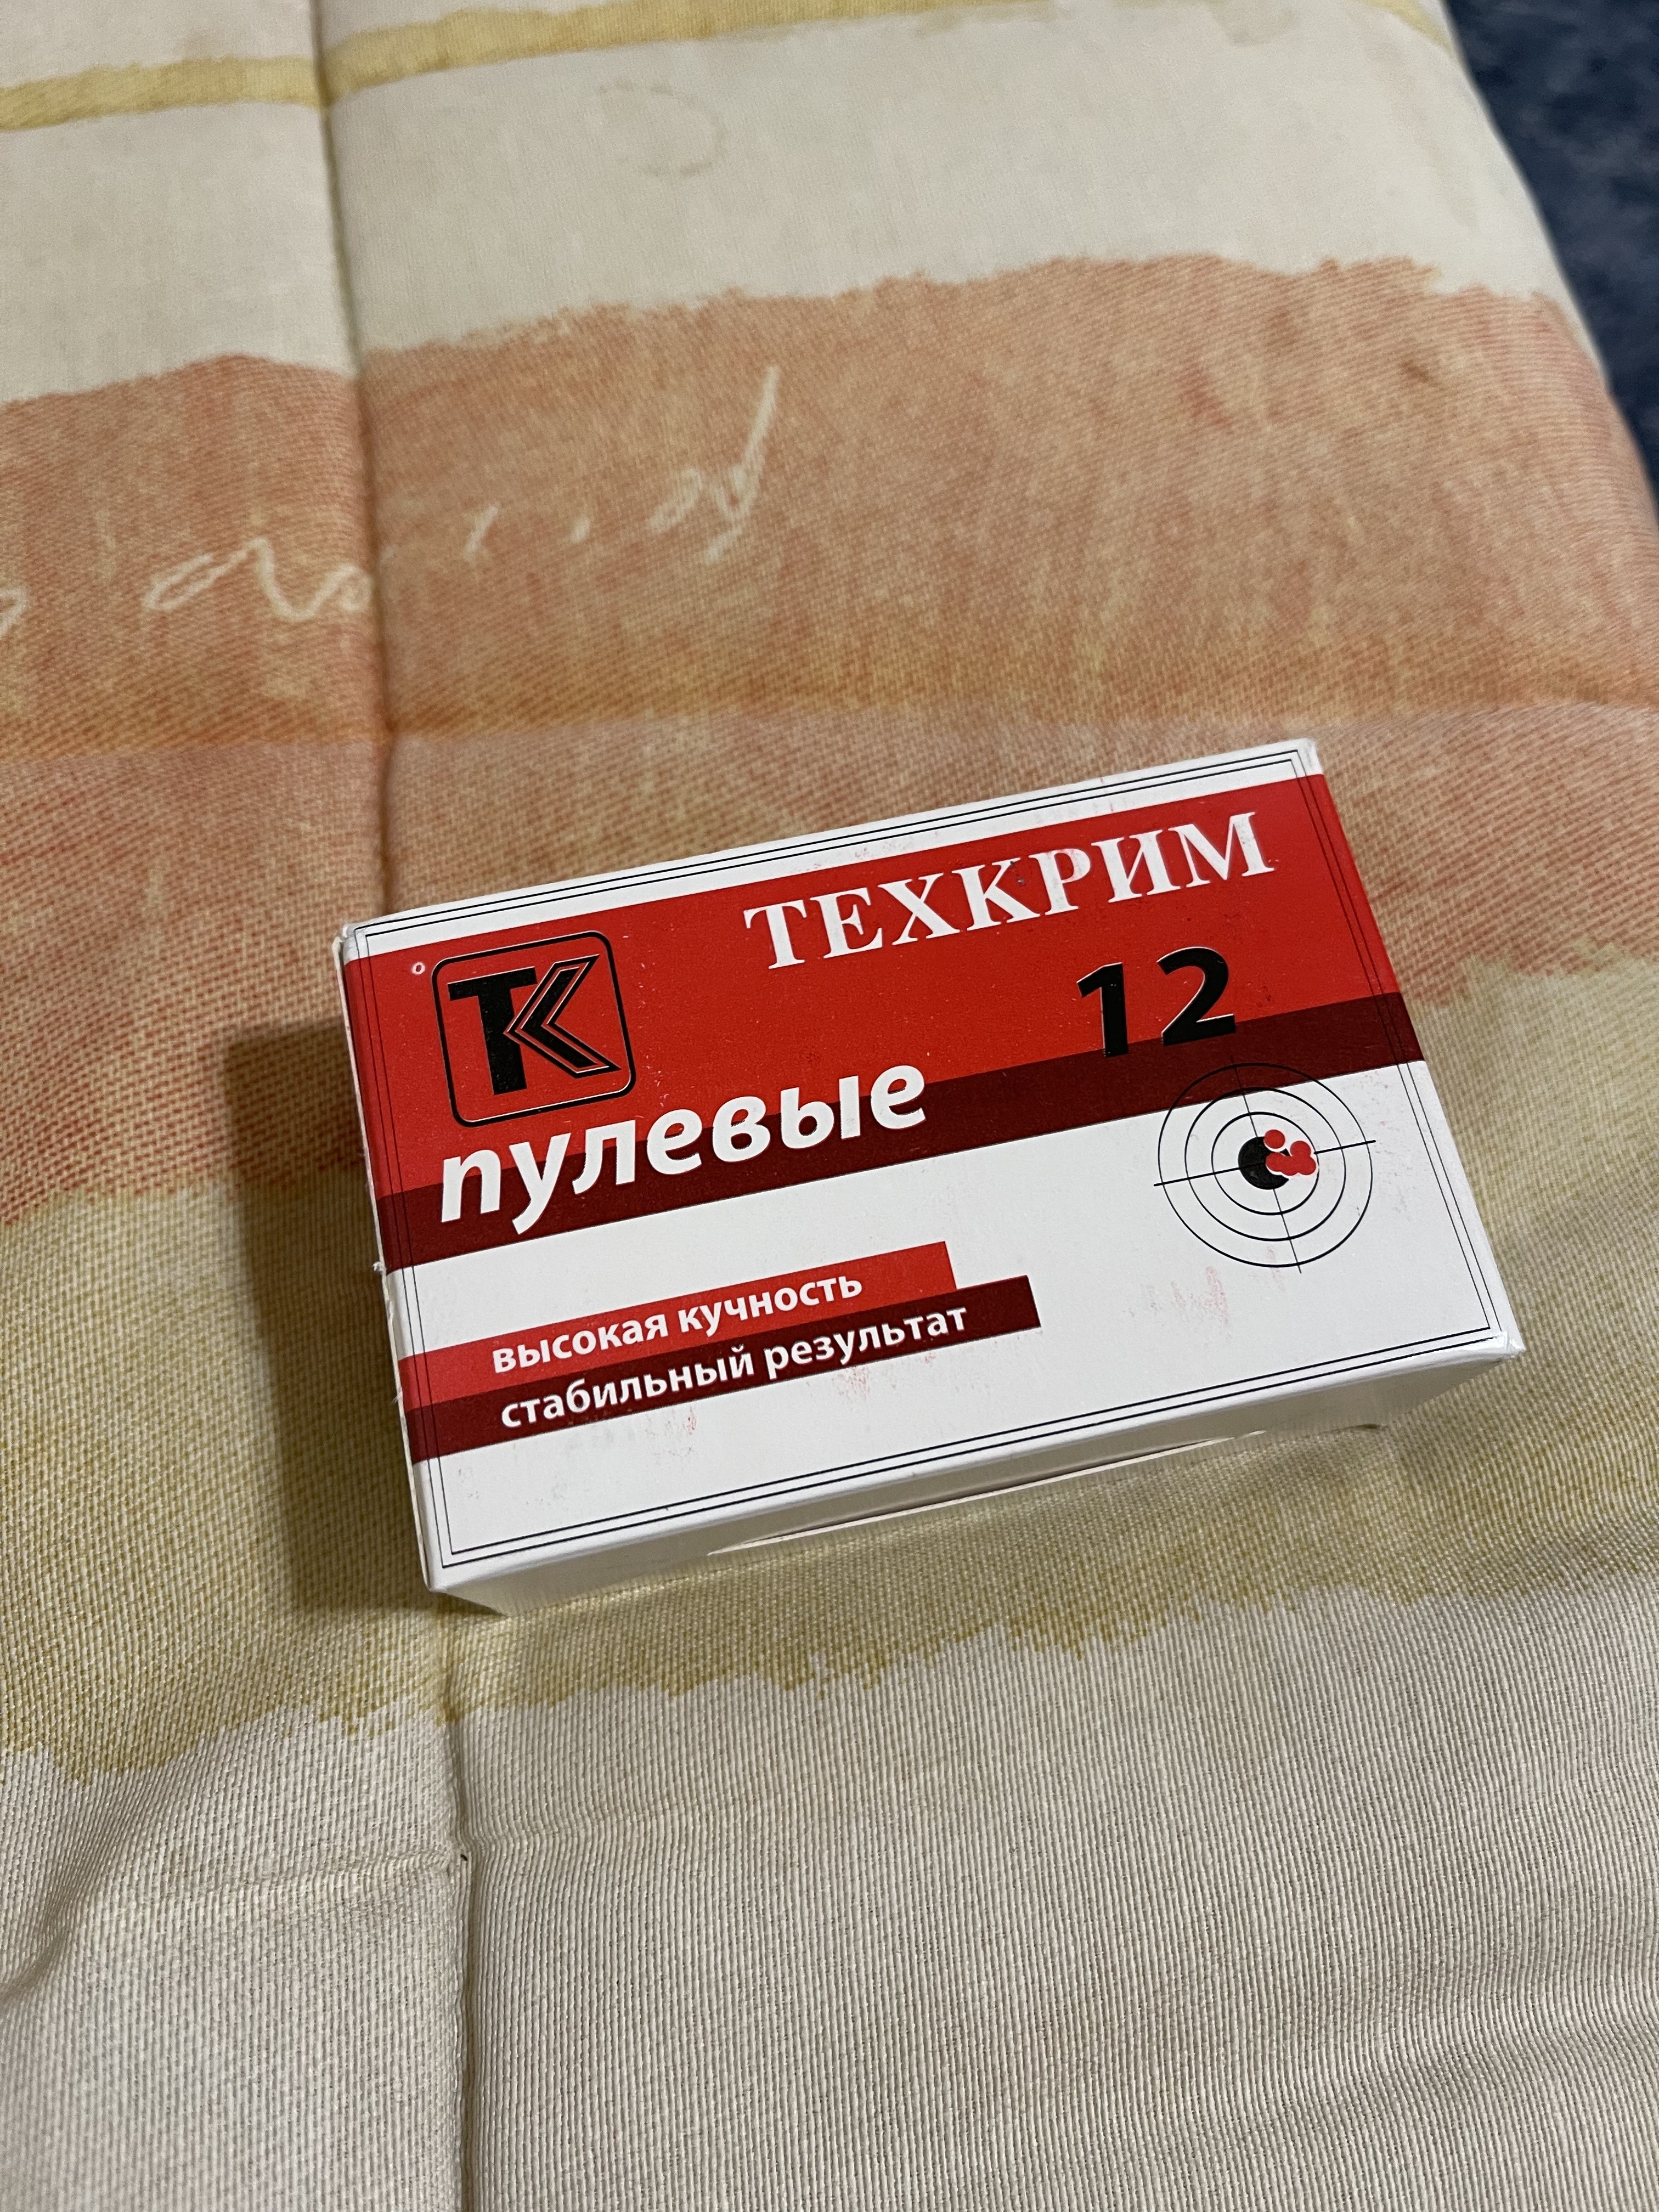 ТЕХКРИМ
ТК
12
пулевые
высокая кучность
стабильный результат